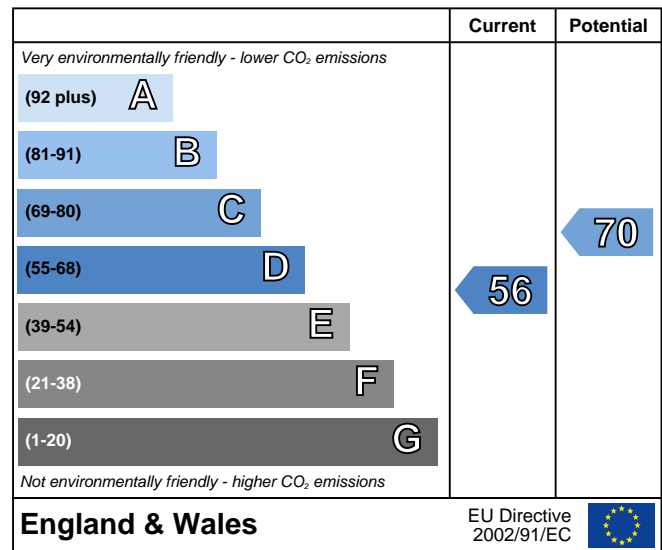 Current Potential
Very environmentally friendly - lower CO₂ emissions
(92 plus) A
(81-91) B
(69-80) C
70
(55-68) D
56
(39-54) E
(21-38) F
(1-20) G
Not environmentally friendly - higher CO₂ emissions
England & Wales
EU Directive
2002/91/EC